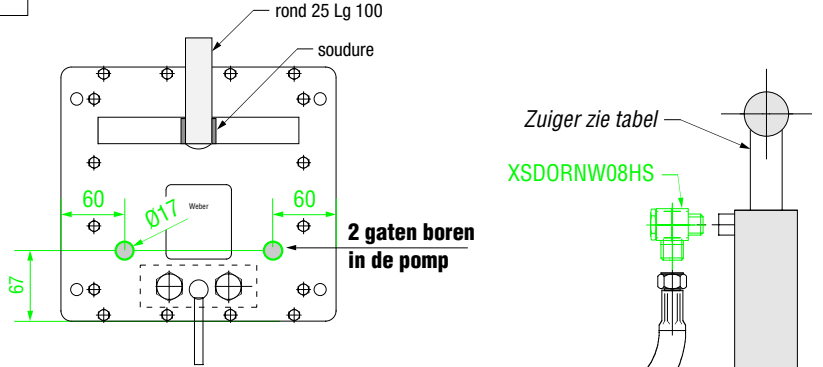 rond 25 Lg 100
soudure
Zuiger zie tabel
XSDORNW08HS
60
Ø17
Weber
60
2 gaten boren
in de pomp
67